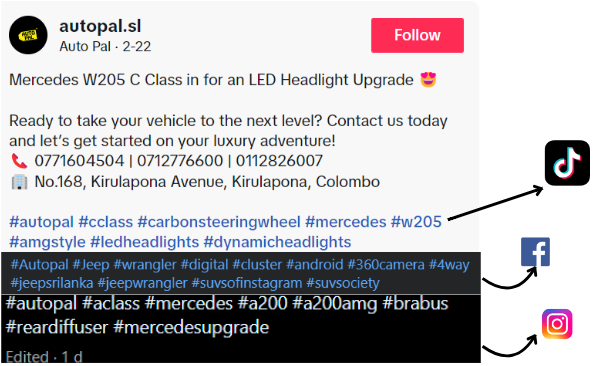 autopal.sl
Auto Pal · 2-22
Follow
Mercedes W205 C Class in for an LED Headlight Upgrade 😍
Ready to take your vehicle to the next level? Contact us today
and let's get started on your luxury adventure!
📞 0771604504 | 0712776600 | 0112826007
🏢 No.168, Kirulapona Avenue, Kirulapona, Colombo
#autopal #cclass #carbonsteeringwheel #mercedes #w205
#amgstyle #ledheadlights #dynamicheadlights
#Autopal #Jeep #wrangler #digital #cluster #android #360camera #4way
#jeepsrilanka #jeepwrangler #suvsofinstagram #suvsociety
#autopal #aclass #mercedes #a200 #a200amg #brabus
#reardiffuser #mercedesupgrade
Edited · 1 d